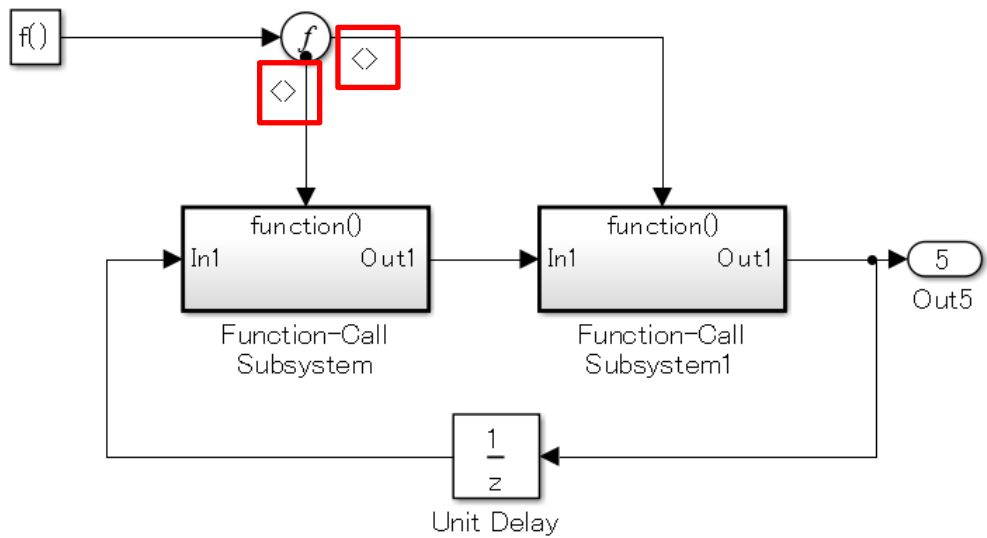 f()
f
<>
<>
function()
In1 Out1
Function-Call
Subsystem
function()
In1 Out1
Function-Call
Subsystem1
5
Out5
1
z
Unit Delay